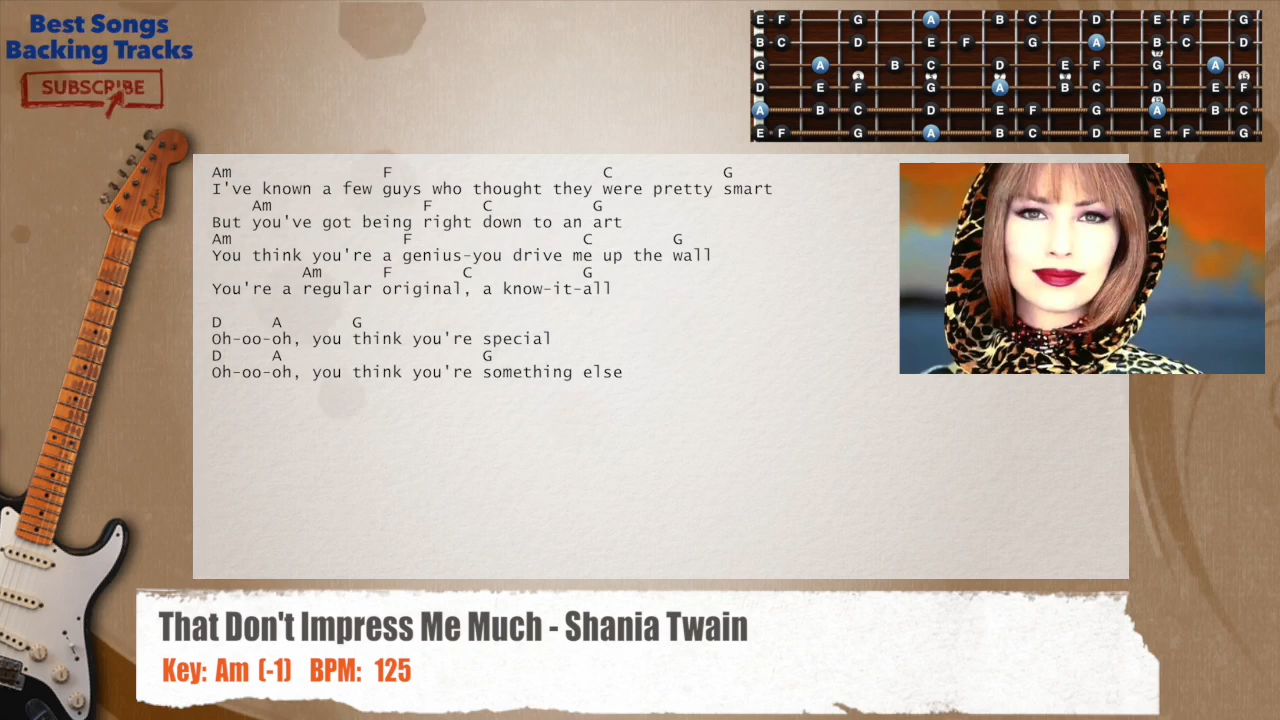 Best Songs
Backing Tracks
SUBSCRIBE
E F G A B C D E F G
B C D E F G A B C D
G A B C D E F G A
D E F G A B C D E F
A B C D E F G A B C
E F G A B C D E F G
Am F C G
I've known a few guys who thought they were pretty smart
Am F C G
But you've got being right down to an art
Am F C G
You think you're a genius-you drive me up the wall
Am F C G
You're a regular original, a know-it-all
D A G
Oh-oo-oh, you think you're special
D A G
Oh-oo-oh, you think you're something else
Fender
That Don't Impress Me Much - Shania Twain
Key: Am (-1) BPM: 125